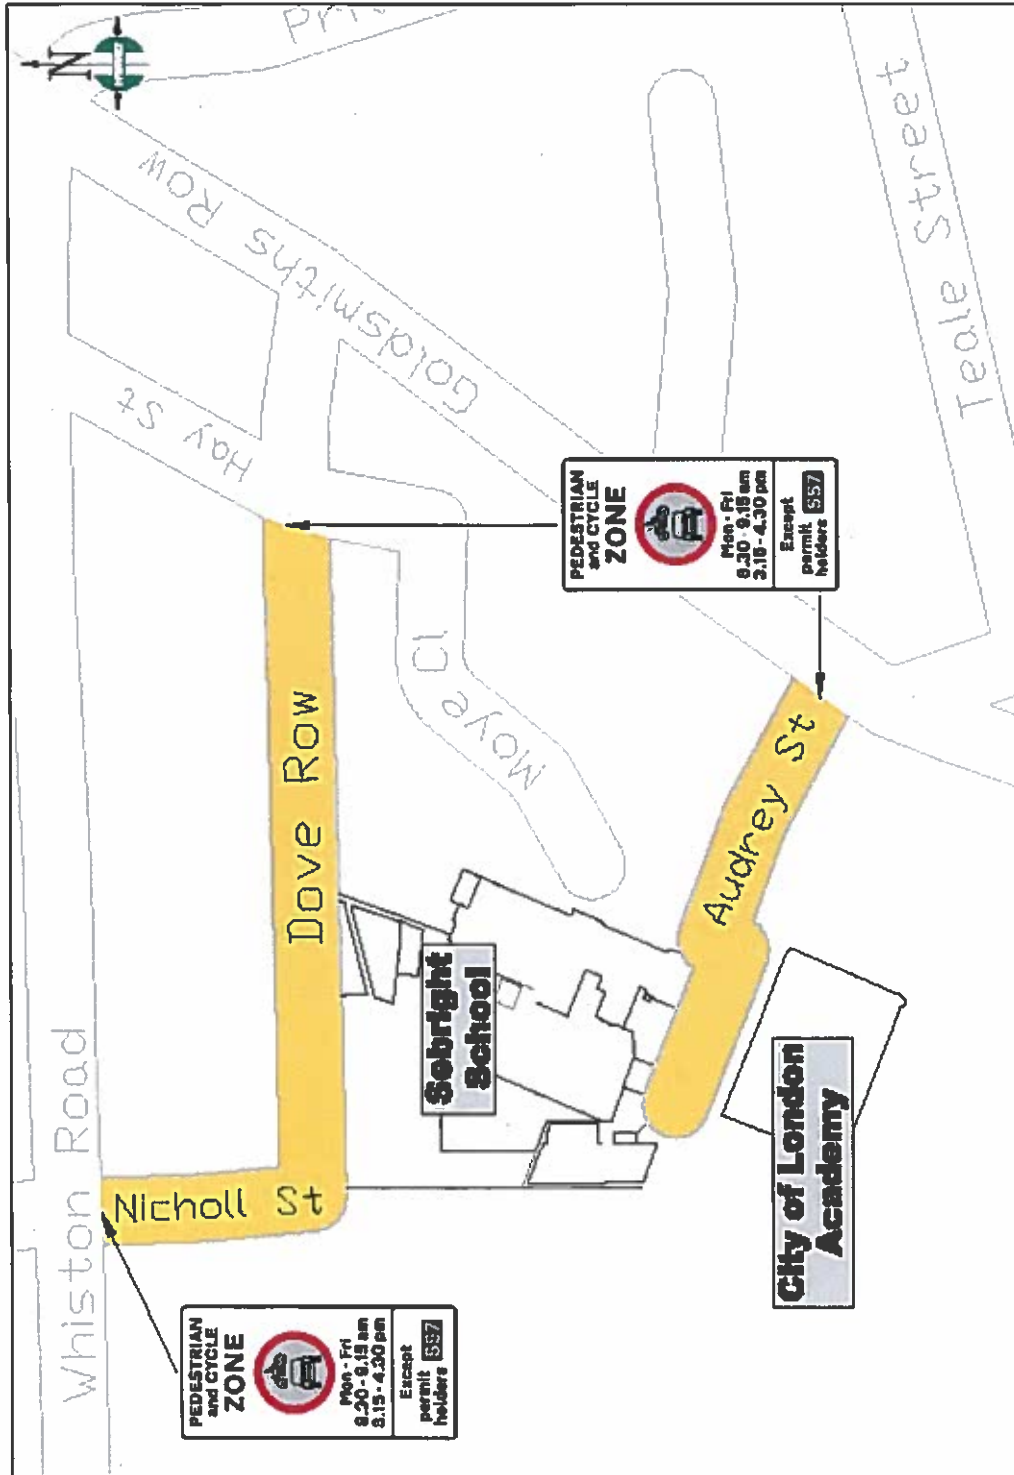 N
Pri
Whiston Road
Hay St
Goldsmiths Row
Teale Street
Dove Row
Nicholl St
Moye Cl
Audrey St
Sebright
School
City of London
Academy
PEDESTRIAN
and CYCLE
ZONE
Mon - Fri
8.30 - 9.15 am
3.15 - 4.30 pm
Except
permit
holders SS7
PEDESTRIAN
and CYCLE
ZONE
Mon - Fri
8.30 - 9.15 am
3.15 - 4.30 pm
Except
permit
holders SS7